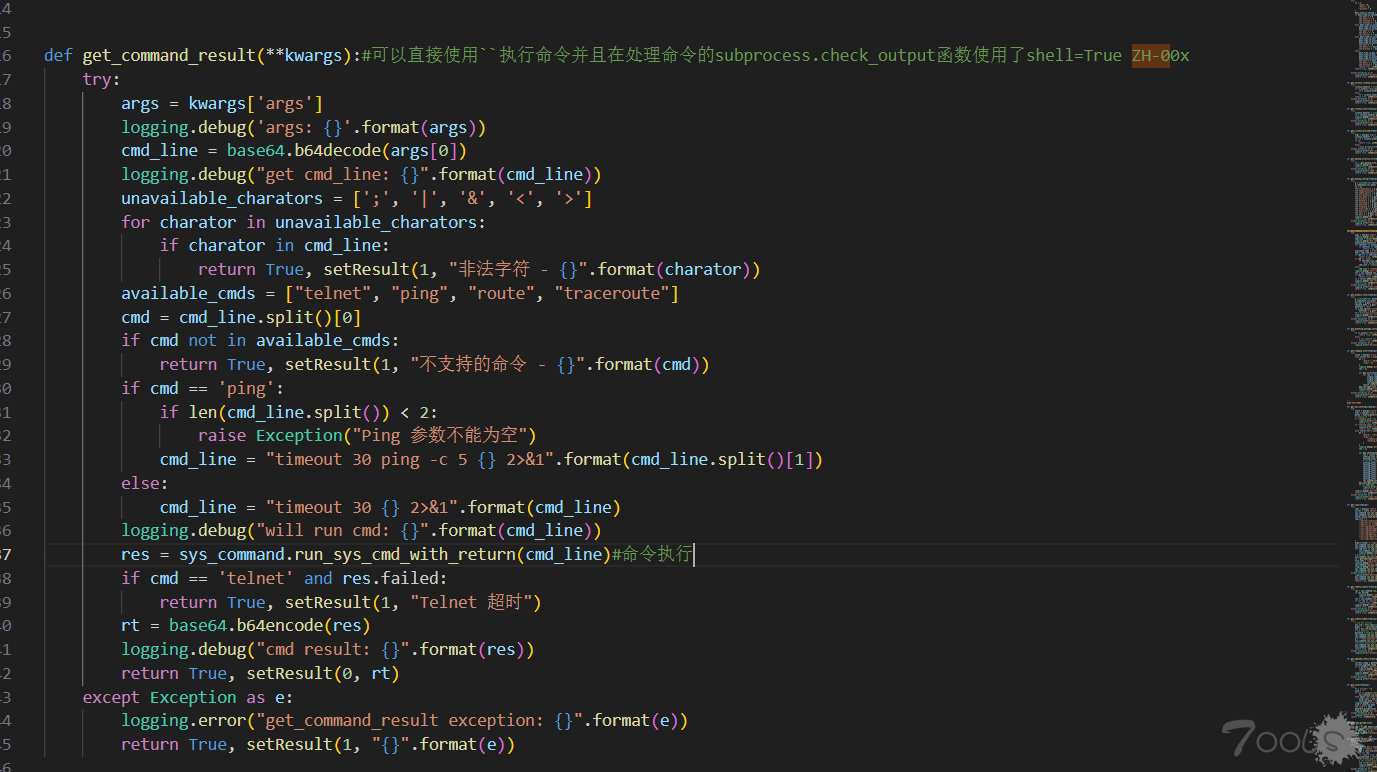 4
5
6 def get_command_result(**kwargs):#可以直接使用``执行命令并且在处理命令的subprocess.check_output函数使用了shell=True ZH-00x
7     try:
8         args = kwargs['args']
9         logging.debug('args: {}'.format(args))
0         cmd_line = base64.b64decode(args[0])
1         logging.debug("get cmd_line: {}".format(cmd_line))
2         unavailable_charators = [';', '|', '&', '<', '>']
3         for charator in unavailable_charators:
4             if charator in cmd_line:
5                 return True, setResult(1, "非法字符 - {}".format(charator))
6         available_cmds = ["telnet", "ping", "route", "traceroute"]
7         cmd = cmd_line.split()[0]
8         if cmd not in available_cmds:
9             return True, setResult(1, "不支持的命令 - {}".format(cmd))
0         if cmd == 'ping':
1             if len(cmd_line.split()) < 2:
2                 raise Exception("Ping 参数不能为空")
3             cmd_line = "timeout 30 ping -c 5 {} 2>&1".format(cmd_line.split()[1])
4         else:
5             cmd_line = "timeout 30 {} 2>&1".format(cmd_line)
6         logging.debug("will run cmd: {}".format(cmd_line))
7         res = sys_command.run_sys_cmd_with_return(cmd_line)#命令执行
8         if cmd == 'telnet' and res.failed:
9             return True, setResult(1, "Telnet 超时")
0         rt = base64.b64encode(res)
1         logging.debug("cmd result: {}".format(res))
2         return True, setResult(0, rt)
3     except Exception as e:
4         logging.error("get_command_result exception: {}".format(e))
5         return True, setResult(1, "{}".format(e))
6
7ools